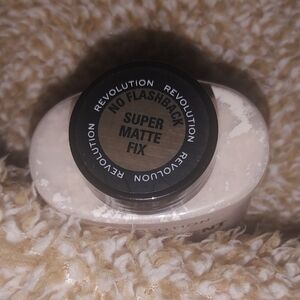 REVOLUTION REVOLUTION REVOLUTION
NO FLASHBACK
SUPER
MATTE
FIX